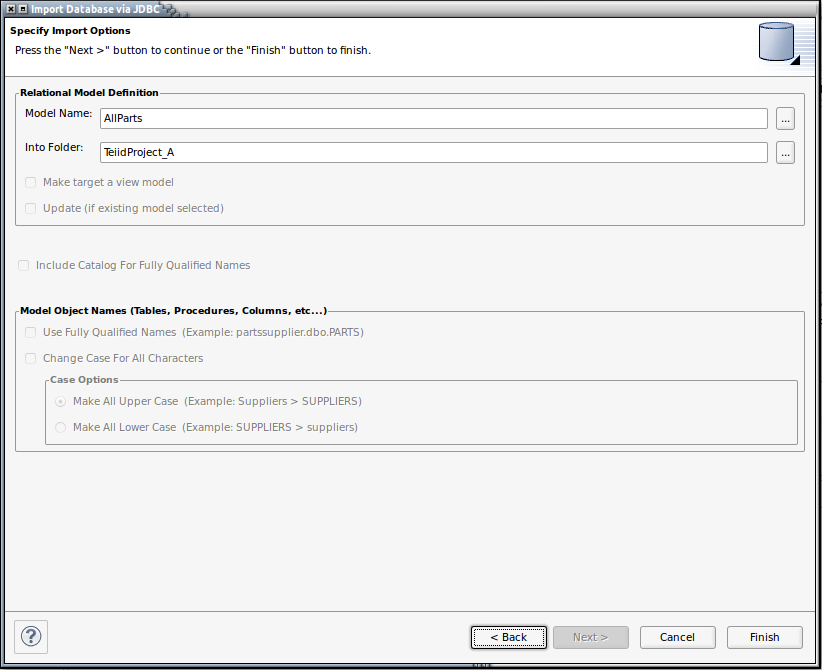 Import Database via JDBC
Specify Import Options
Press the "Next >" button to continue or the "Finish" button to finish.
Relational Model Definition
Model Name: AllParts ...
Into Folder: TeiidProject_A ...
Make target a view model
Update (if existing model selected)
Include Catalog For Fully Qualified Names
Model Object Names (Tables, Procedures, Columns, etc...)
Use Fully Qualified Names (Example: partssupplier.dbo.PARTS)
Change Case For All Characters
Case Options
Make All Upper Case (Example: Suppliers > SUPPLIERS)
Make All Lower Case (Example: SUPPLIERS > suppliers)
? < Back Next > Cancel Finish